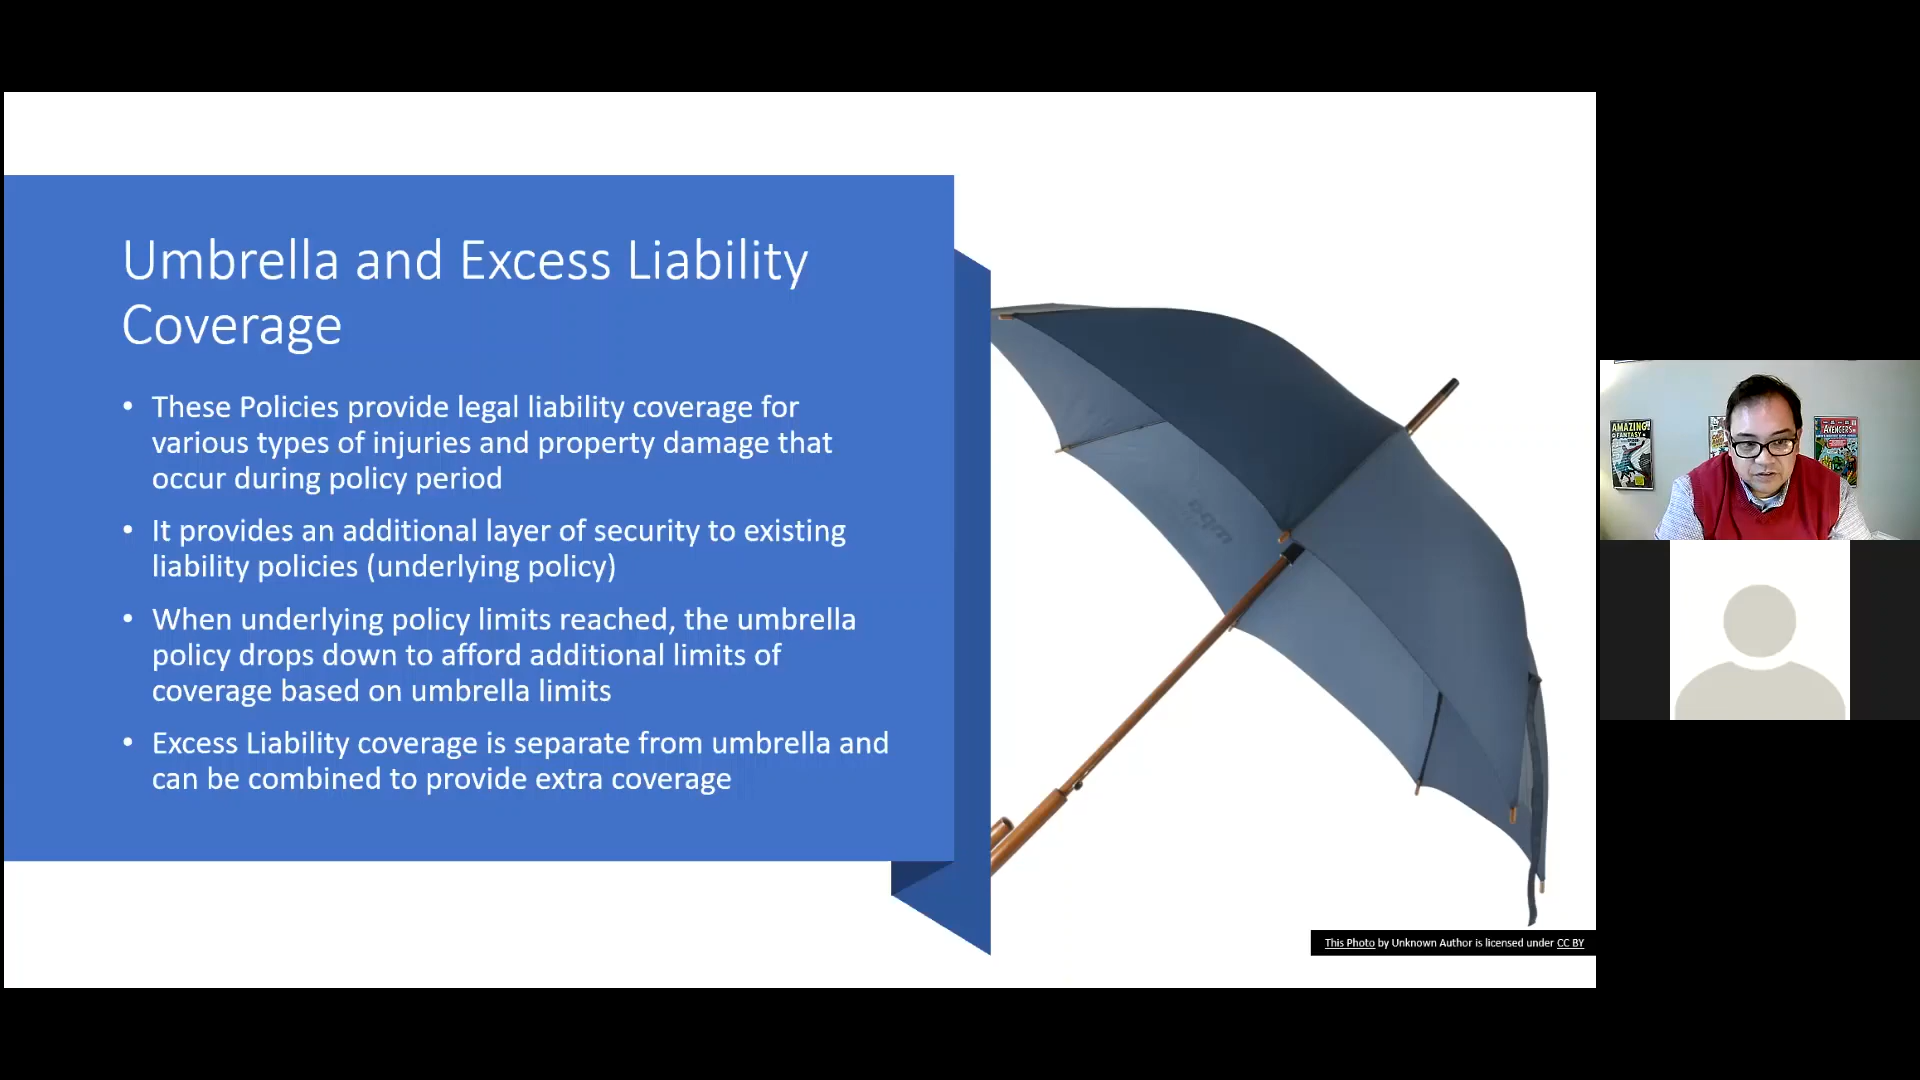 Umbrella and Excess Liability
Coverage
• These Policies provide legal liability coverage for
various types of injuries and property damage that
occur during policy period
• It provides an additional layer of security to existing
liability policies (underlying policy)
• When underlying policy limits reached, the umbrella
policy drops down to afford additional limits of
coverage based on umbrella limits
• Excess Liability coverage is separate from umbrella and
can be combined to provide extra coverage
This Photo by Unknown Author is licensed under CC BY
AMAZING
FANTASY
AVENGERS